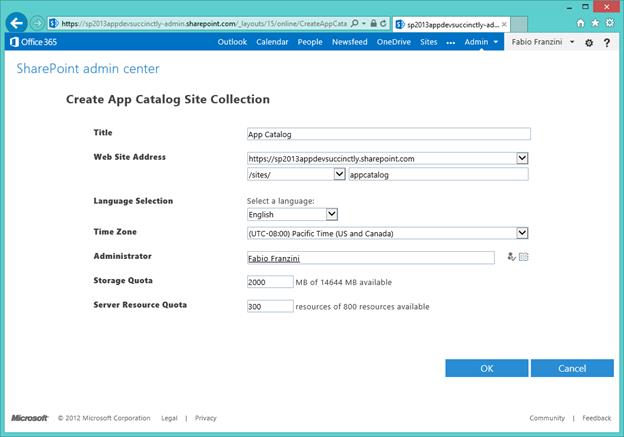 https://sp2013appdevsuccinctly-admin.sharepoint.com/_layouts/15/online/CreateAppCata
sp2013appdevsuccinctly-ad...
Office 365
Outlook Calendar People Newsfeed OneDrive Sites ••• Admin Fabio Franzini ?
SharePoint admin center
Create App Catalog Site Collection
Title
App Catalog
Web Site Address
https://sp2013appdevsuccinctly.sharepoint.com
/sites/ appcatalog
Language Selection
Select a language:
English
Time Zone
(UTC-08:00) Pacific Time (US and Canada)
Administrator
Fabio Franzini
Storage Quota
2000 MB of 14644 MB available
Server Resource Quota
300 resources of 800 resources available
OK Cancel
Microsoft © 2012 Microsoft Corporation Legal | Privacy Community | Feedback